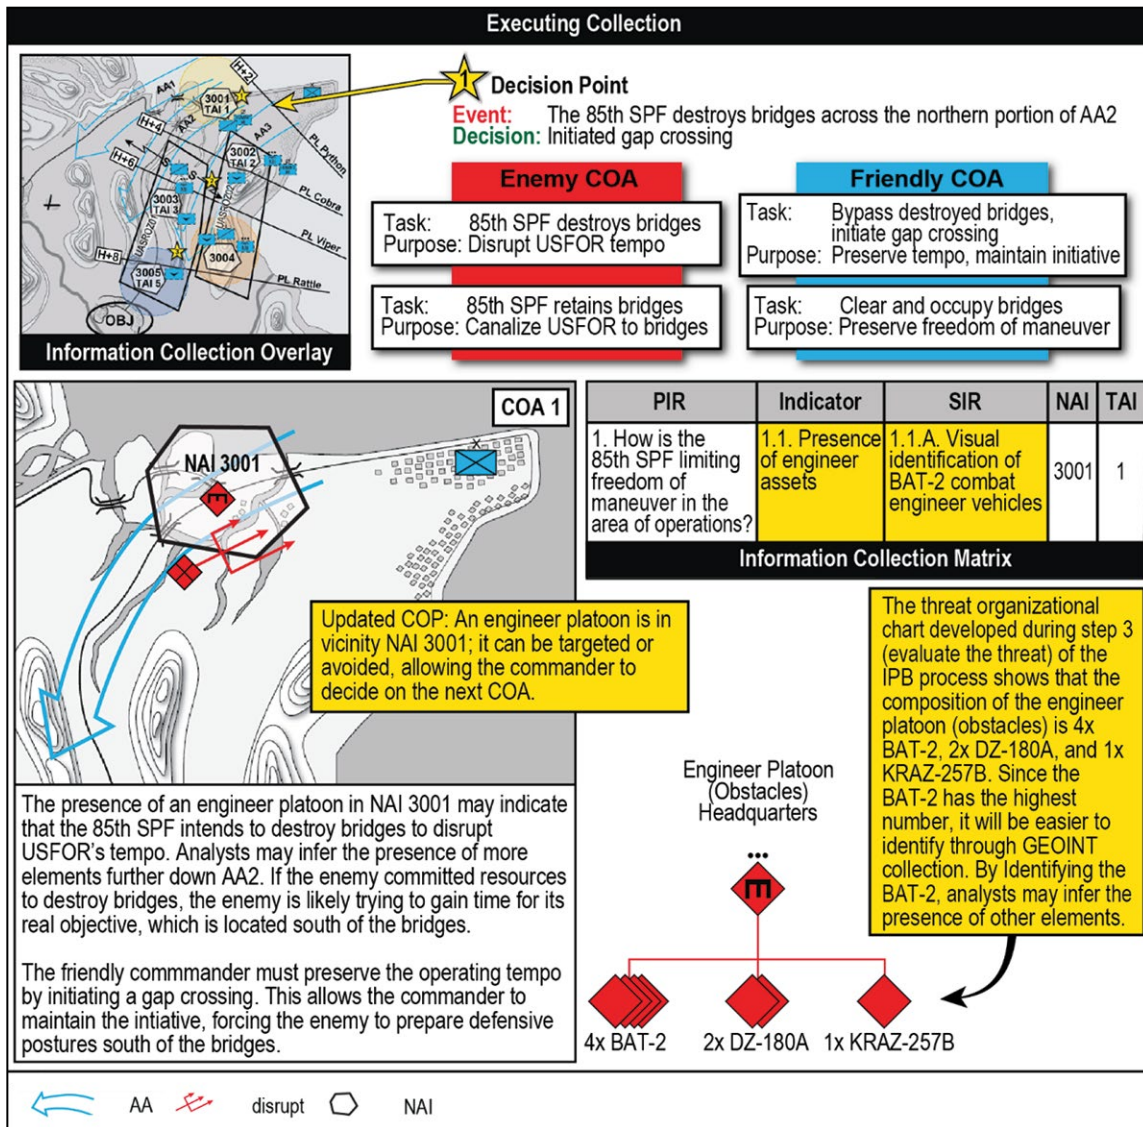 Executing Collection
H+2
AA1
3001
TAI 1
1
AA2
H+4
AA3
PL Python
H+6
3002
TAI 2
S
S
2
PL Cobra
3003
TAI 3
PL Viper
H+8
3004
3005
TAI 5
PL Rattle
OBJ
Information Collection Overlay
1
Decision Point
Event: The 85th SPF destroys bridges across the northern portion of AA2
Decision: Initiated gap crossing
Enemy COA
Task: 85th SPF destroys bridges
Purpose: Disrupt USFOR tempo
Task: 85th SPF retains bridges
Purpose: Canalize USFOR to bridges
Friendly COA
Task: Bypass destroyed bridges,
initiate gap crossing
Purpose: Preserve tempo, maintain initiative
Task: Clear and occupy bridges
Purpose: Preserve freedom of maneuver
COA 1
NAI 3001
E
X
PIR Indicator SIR NAI TAI
1. How is the
85th SPF limiting
freedom of
maneuver in the
area of operations?
1.1. Presence
of engineer
assets
1.1.A. Visual
identification of
BAT-2 combat
engineer vehicles
3001
1
Information Collection Matrix
Updated COP: An engineer platoon is in
vicinity NAI 3001; it can be targeted or
avoided, allowing the commander to
decide on the next COA.
The threat organizational
chart developed during step 3
(evaluate the threat) of the
IPB process shows that the
composition of the engineer
platoon (obstacles) is 4x
BAT-2, 2x DZ-180A, and 1x
KRAZ-257B. Since the
BAT-2 has the highest
number, it will be easier to
identify through GEOINT
collection. By Identifying the
BAT-2, analysts may infer the
presence of other elements.
Engineer Platoon
(Obstacles)
Headquarters
E
4x BAT-2 2x DZ-180A 1x KRAZ-257B
The presence of an engineer platoon in NAI 3001 may indicate
that the 85th SPF intends to destroy bridges to disrupt
USFOR's tempo. Analysts may infer the presence of more
elements further down AA2. If the enemy committed resources
to destroy bridges, the enemy is likely trying to gain time for its
real objective, which is located south of the bridges.
The friendly commmander must preserve the operating tempo
by initiating a gap crossing. This allows the commander to
maintain the intiative, forcing the enemy to prepare defensive
postures south of the bridges.
AA disrupt NAI